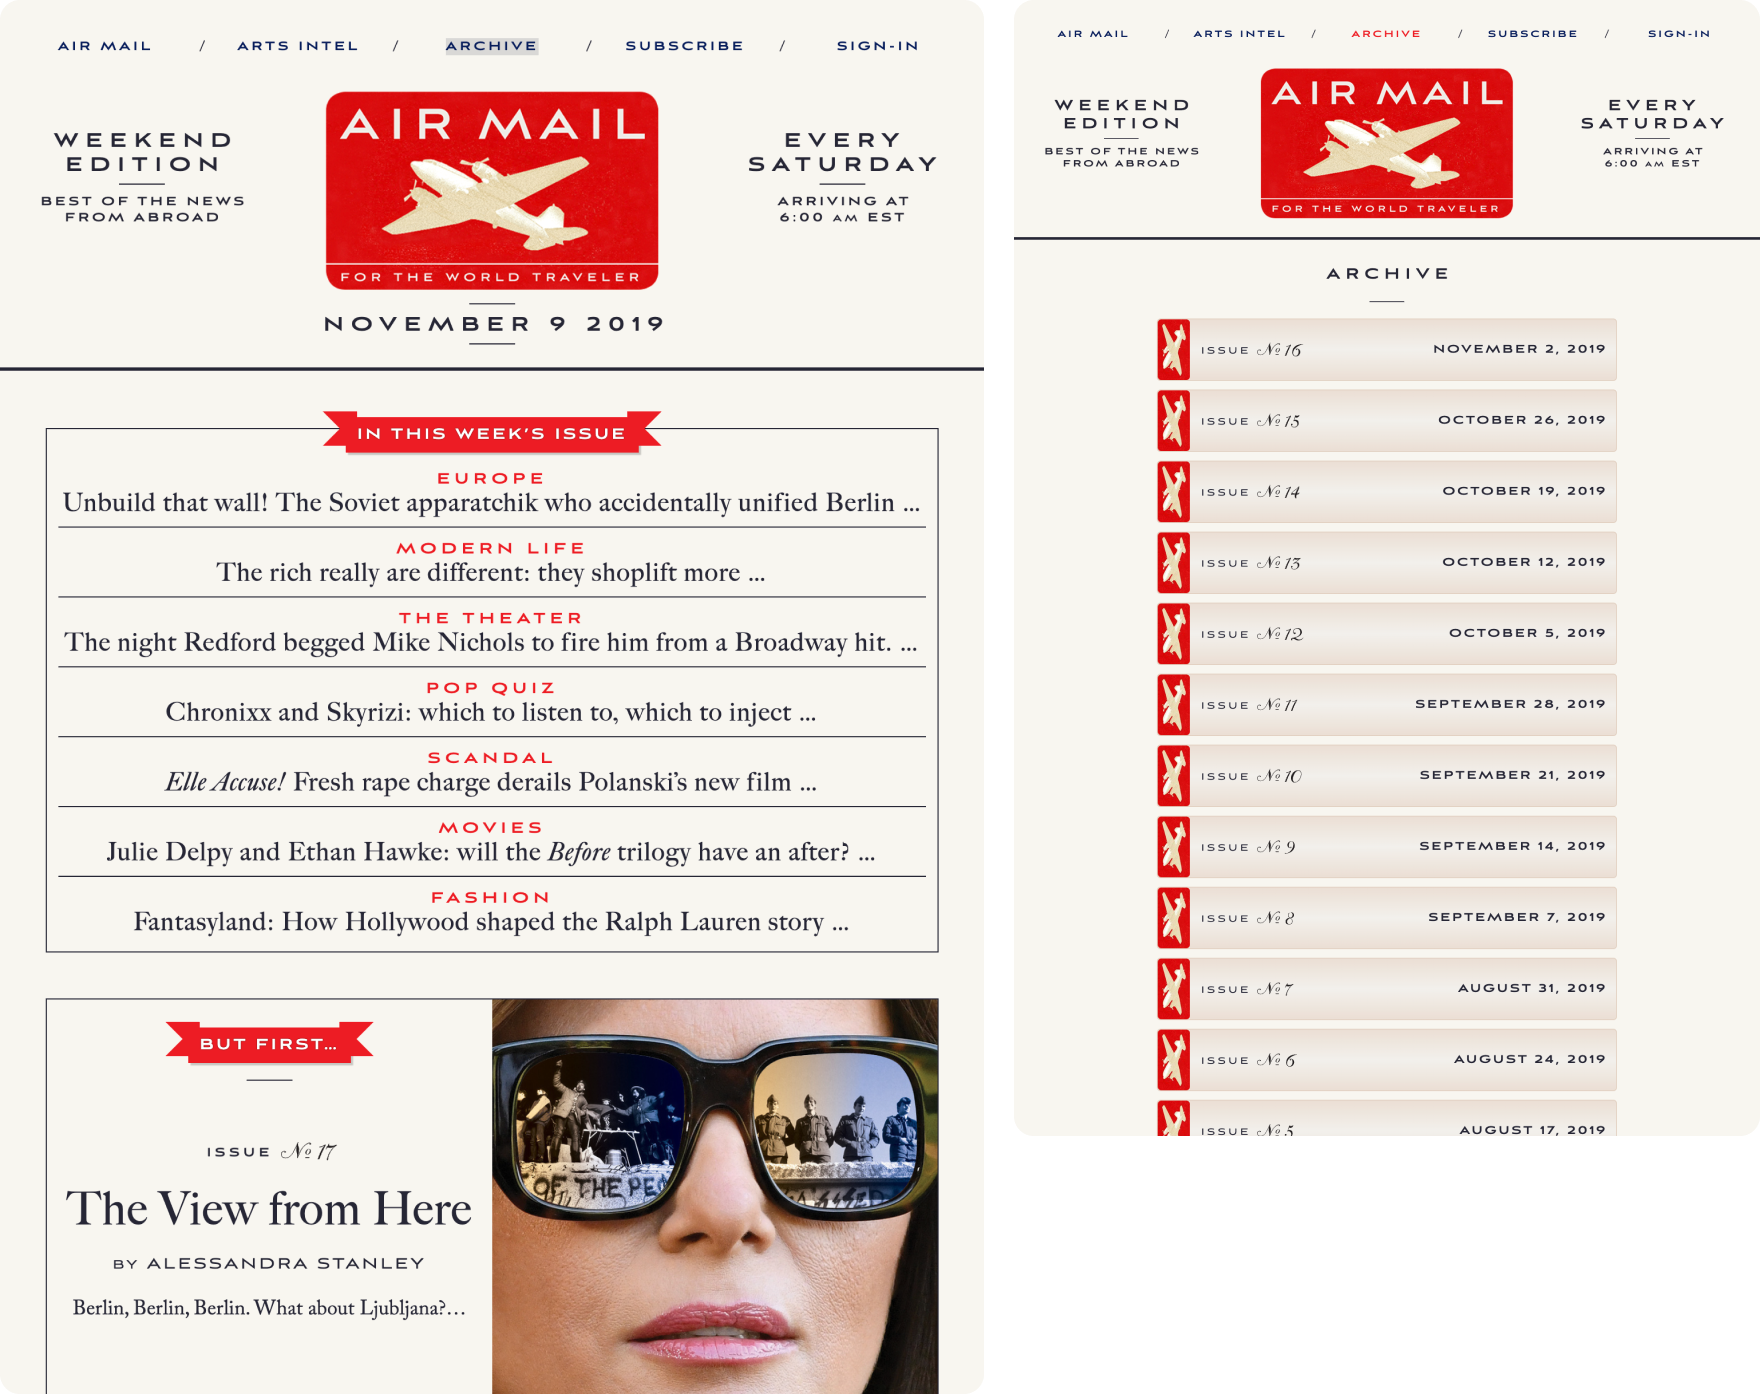 AIR MAIL / ARTS INTEL / ARCHIVE / SUBSCRIBE / SIGN-IN
WEEKEND
EDITION
BEST OF THE NEWS
FROM ABROAD
AIR MAIL
FOR THE WORLD TRAVELER
EVERY
SATURDAY
ARRIVING AT
6:00 AM EST
NOVEMBER 9 2019
IN THIS WEEK'S ISSUE
EUROPE
Unbuild that wall! The Soviet apparatchik who accidentally unified Berlin ...
MODERN LIFE
The rich really are different: they shoplift more ...
THE THEATER
The night Redford begged Mike Nichols to fire him from a Broadway hit. ...
POP QUIZ
Chronixx and Skyrizi: which to listen to, which to inject ...
SCANDAL
Elle Accuse! Fresh rape charge derails Polanski's new film ...
MOVIES
Julie Delpy and Ethan Hawke: will the Before trilogy have an after? ...
FASHION
Fantasyland: How Hollywood shaped the Ralph Lauren story ...
BUT FIRST...
ISSUE № 17
The View from Here
BY ALESSANDRA STANLEY
Berlin, Berlin, Berlin. What about Ljubljana?...
OF THE
AIR MAIL / ARTS INTEL / ARCHIVE / SUBSCRIBE / SIGN-IN
WEEKEND
EDITION
BEST OF THE NEWS
FROM ABROAD
AIR MAIL
FOR THE WORLD TRAVELER
EVERY
SATURDAY
ARRIVING AT
6:00 AM EST
ARCHIVE
ISSUE № 16 NOVEMBER 2, 2019
ISSUE № 15 OCTOBER 26, 2019
ISSUE № 14 OCTOBER 19, 2019
ISSUE № 13 OCTOBER 12, 2019
ISSUE № 12 OCTOBER 5, 2019
ISSUE № 11 SEPTEMBER 28, 2019
ISSUE № 10 SEPTEMBER 21, 2019
ISSUE № 9 SEPTEMBER 14, 2019
ISSUE № 8 SEPTEMBER 7, 2019
ISSUE № 7 AUGUST 31, 2019
ISSUE № 6 AUGUST 24, 2019
ISSUE № 5 AUGUST 17, 2019